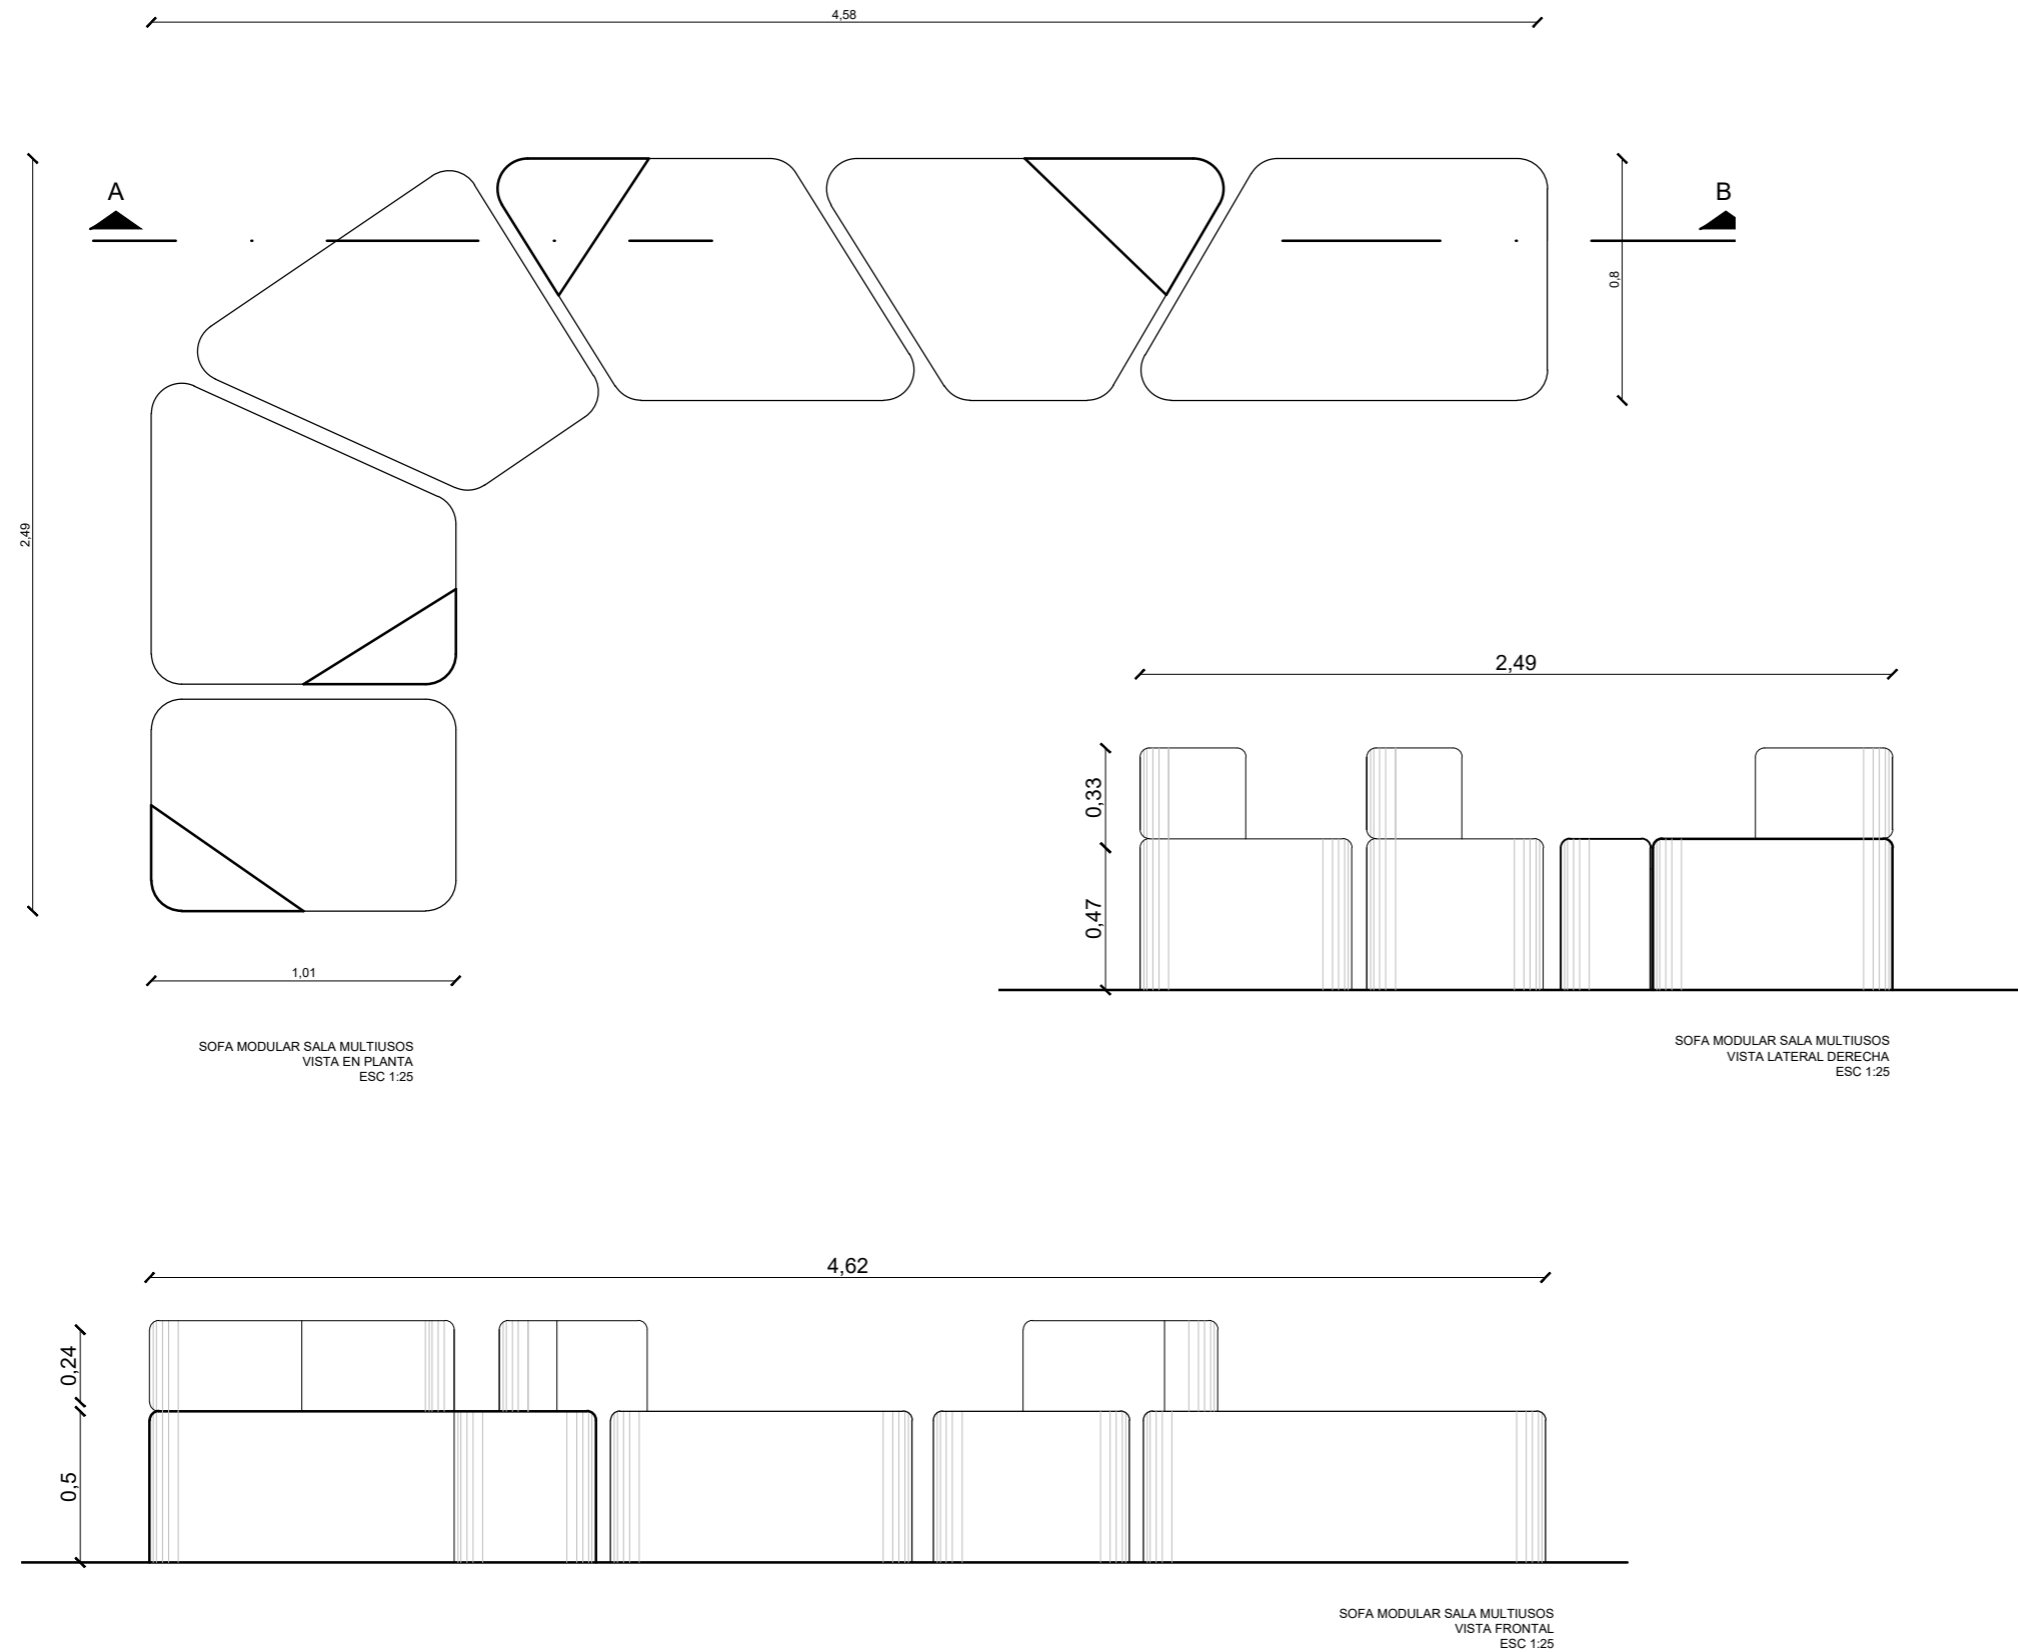 4,58
A
B
0,8
2,49
1,01
SOFA MODULAR SALA MULTIUSOS
VISTA EN PLANTA
ESC 1:25
2,49
0,33
0,47
SOFA MODULAR SALA MULTIUSOS
VISTA LATERAL DERECHA
ESC 1:25
4,62
0,24
0,5
SOFA MODULAR SALA MULTIUSOS
VISTA FRONTAL
ESC 1:25